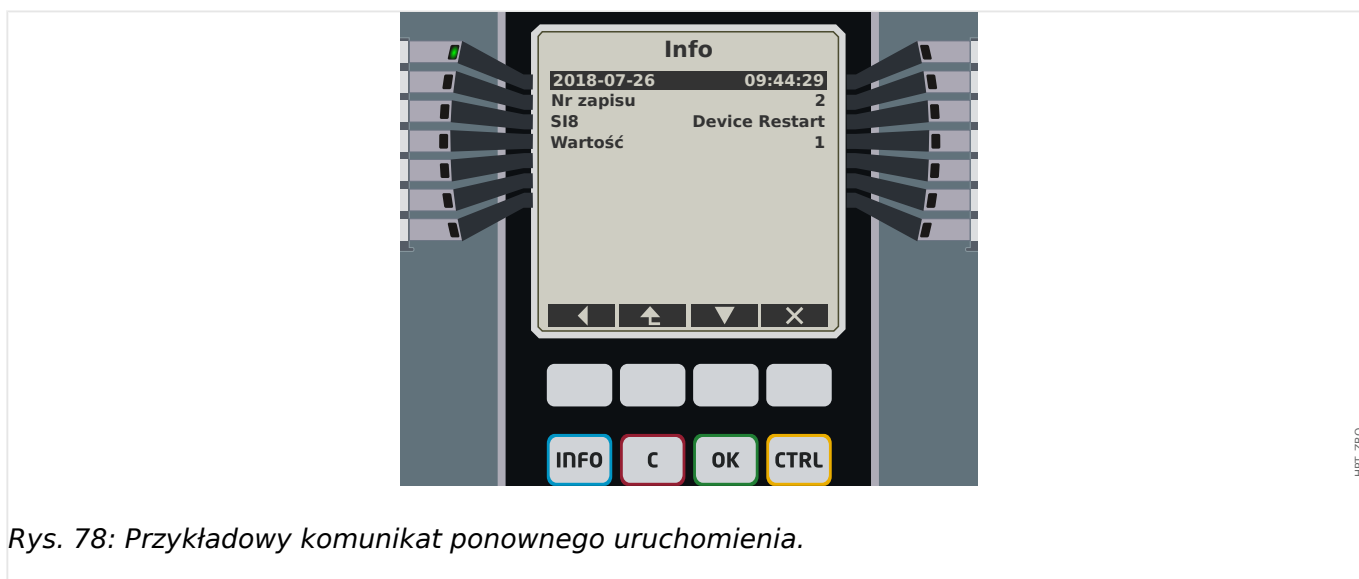 Info
2018-07-26 09:44:29
Nr zapisu 2
SI8 Device Restart
Wartość 1
INFO C OK CTRL
Rys. 78: Przykładowy komunikat ponownego uruchomienia.